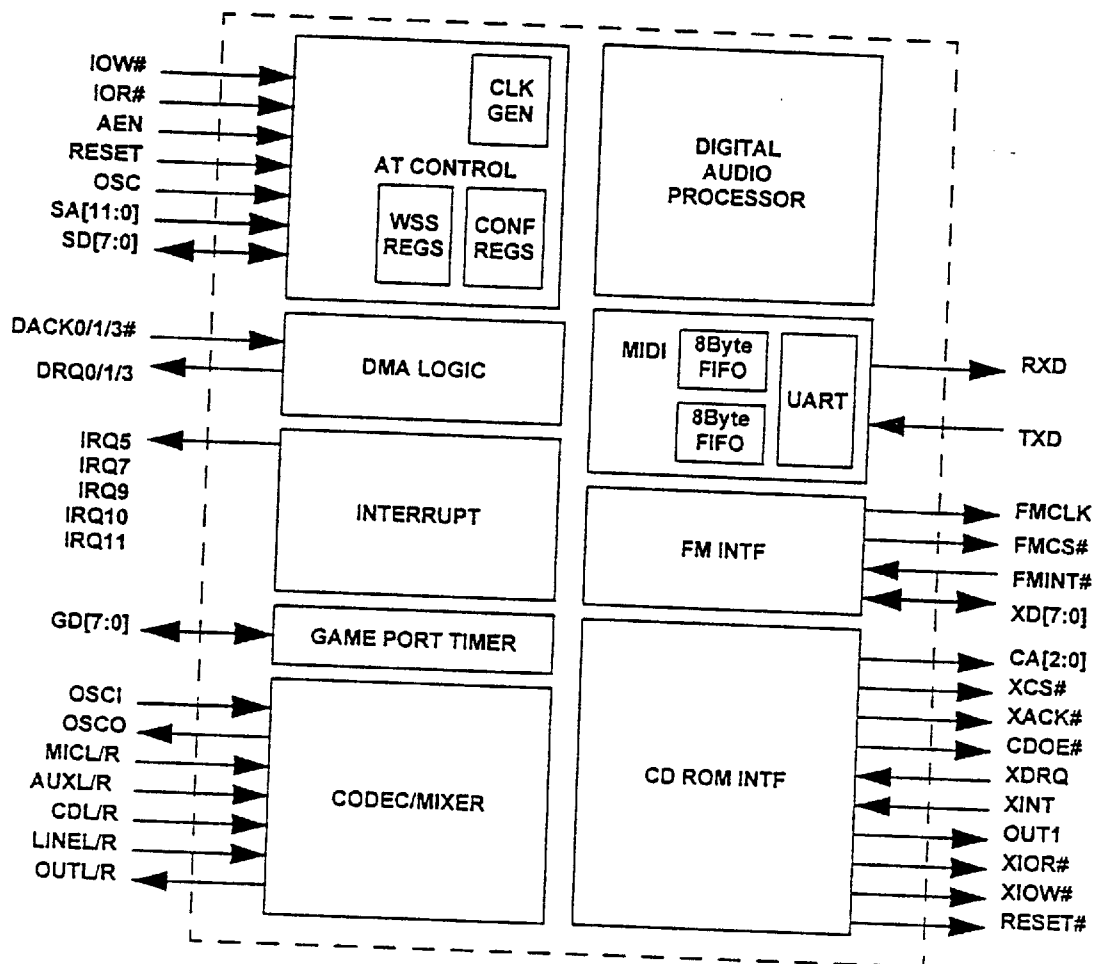 IOW#
IOR#
AEN
RESET
OSC
SA[11:0]
SD[7:0]
CLK
GEN
AT CONTROL
WSS
REGS
CONF
REGS
DIGITAL
AUDIO
PROCESSOR
DACK0/1/3#
DRQ0/1/3
DMA LOGIC
MIDI
8Byte
FIFO
8Byte
FIFO
UART
RXD
TXD
IRQ5
IRQ7
IRQ9
IRQ10
IRQ11
INTERRUPT
FM INTF
FMCLK
FMCS#
FMINT#
XD[7:0]
GD[7:0]
GAME PORT TIMER
OSCI
OSCO
MICL/R
AUXL/R
CDL/R
LINEL/R
OUTL/R
CODEC/MIXER
CD ROM INTF
CA[2:0]
XCS#
XACK#
CDOE#
XDRQ
XINT
OUT1
XIOR#
XIOW#
RESET#